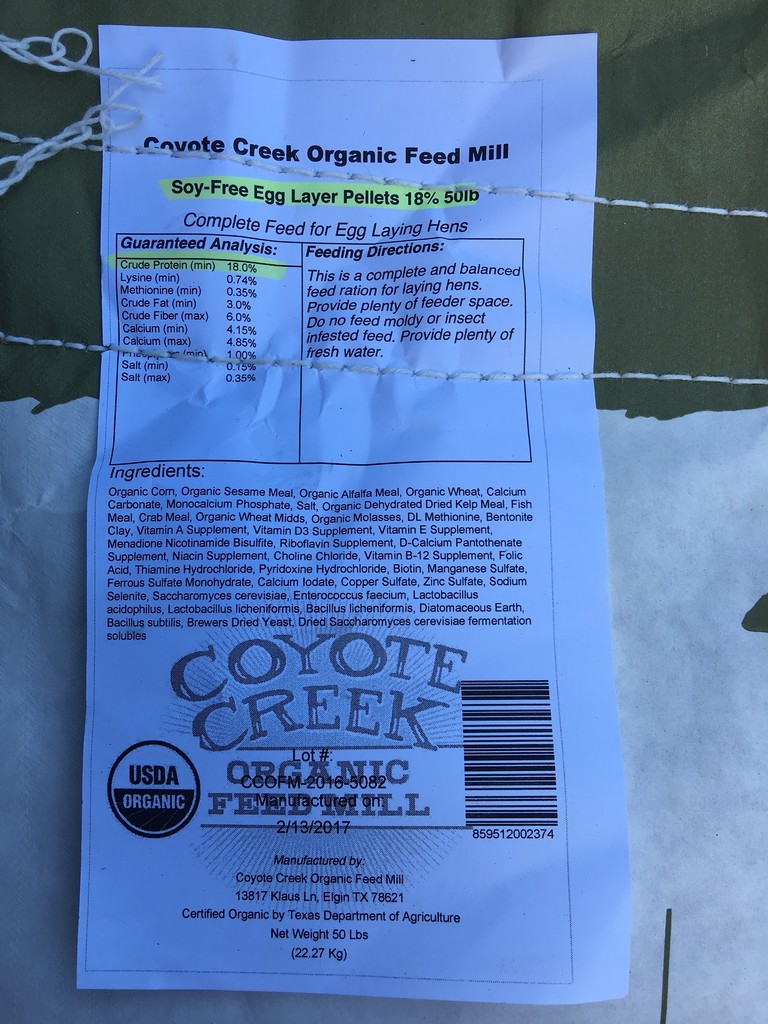 Coyote Creek Organic Feed Mill
Soy-Free Egg Layer Pellets 18% 50lb
Complete Feed for Egg Laying Hens
Guaranteed Analysis:
Crude Protein (min) 18.0%
Lysine (min) 0.74%
Methionine (min) 0.35%
Crude Fat (min) 3.0%
Crude Fiber (max) 6.0%
Calcium (min) 4.15%
Calcium (max) 4.85%
(min) 1.00%
Salt (min) 0.15%
Salt (max) 0.35%
Feeding Directions:
This is a complete and balanced
feed ration for laying hens.
Provide plenty of feeder space.
Do no feed moldy or insect
infested feed. Provide plenty of
fresh water.
Ingredients:
Organic Corn, Organic Sesame Meal, Organic Alfalfa Meal, Organic Wheat, Calcium
Carbonate, Monocalcium Phosphate, Salt, Organic Dehydrated Dried Kelp Meal, Fish
Meal, Crab Meal, Organic Wheat Midds, Organic Molasses, DL Methionine, Bentonite
Clay, Vitamin A Supplement, Vitamin D3 Supplement, Vitamin E Supplement,
Menadione Nicotinamide Bisulfite, Riboflavin Supplement, D-Calcium Pantothenate
Supplement, Niacin Supplement, Choline Chloride, Vitamin B-12 Supplement, Folic
Acid, Thiamine Hydrochloride, Pyridoxine Hydrochloride, Biotin, Manganese Sulfate,
Ferrous Sulfate Monohydrate, Calcium Iodate, Copper Sulfate, Zinc Sulfate, Sodium
Selenite, Saccharomyces cerevisiae, Enterococcus faecium, Lactobacillus
acidophilus, Lactobacillus licheniformis, Bacillus licheniformis, Diatomaceous Earth,
Bacillus subtilis, Brewers Dried Yeast, Dried Saccharomyces cerevisiae fermentation
solubles
COYOTE
CREEK
ORGANIC
FEED MILL
Lot #:
CCOFM-2016-5082
Manufactured on
2/13/2017
USDA
ORGANIC
859512002374
Manufactured by:
Coyote Creek Organic Feed Mill
13817 Klaus Ln, Elgin TX 78621
Certified Organic by Texas Department of Agriculture
Net Weight 50 Lbs
(22.27 Kg)